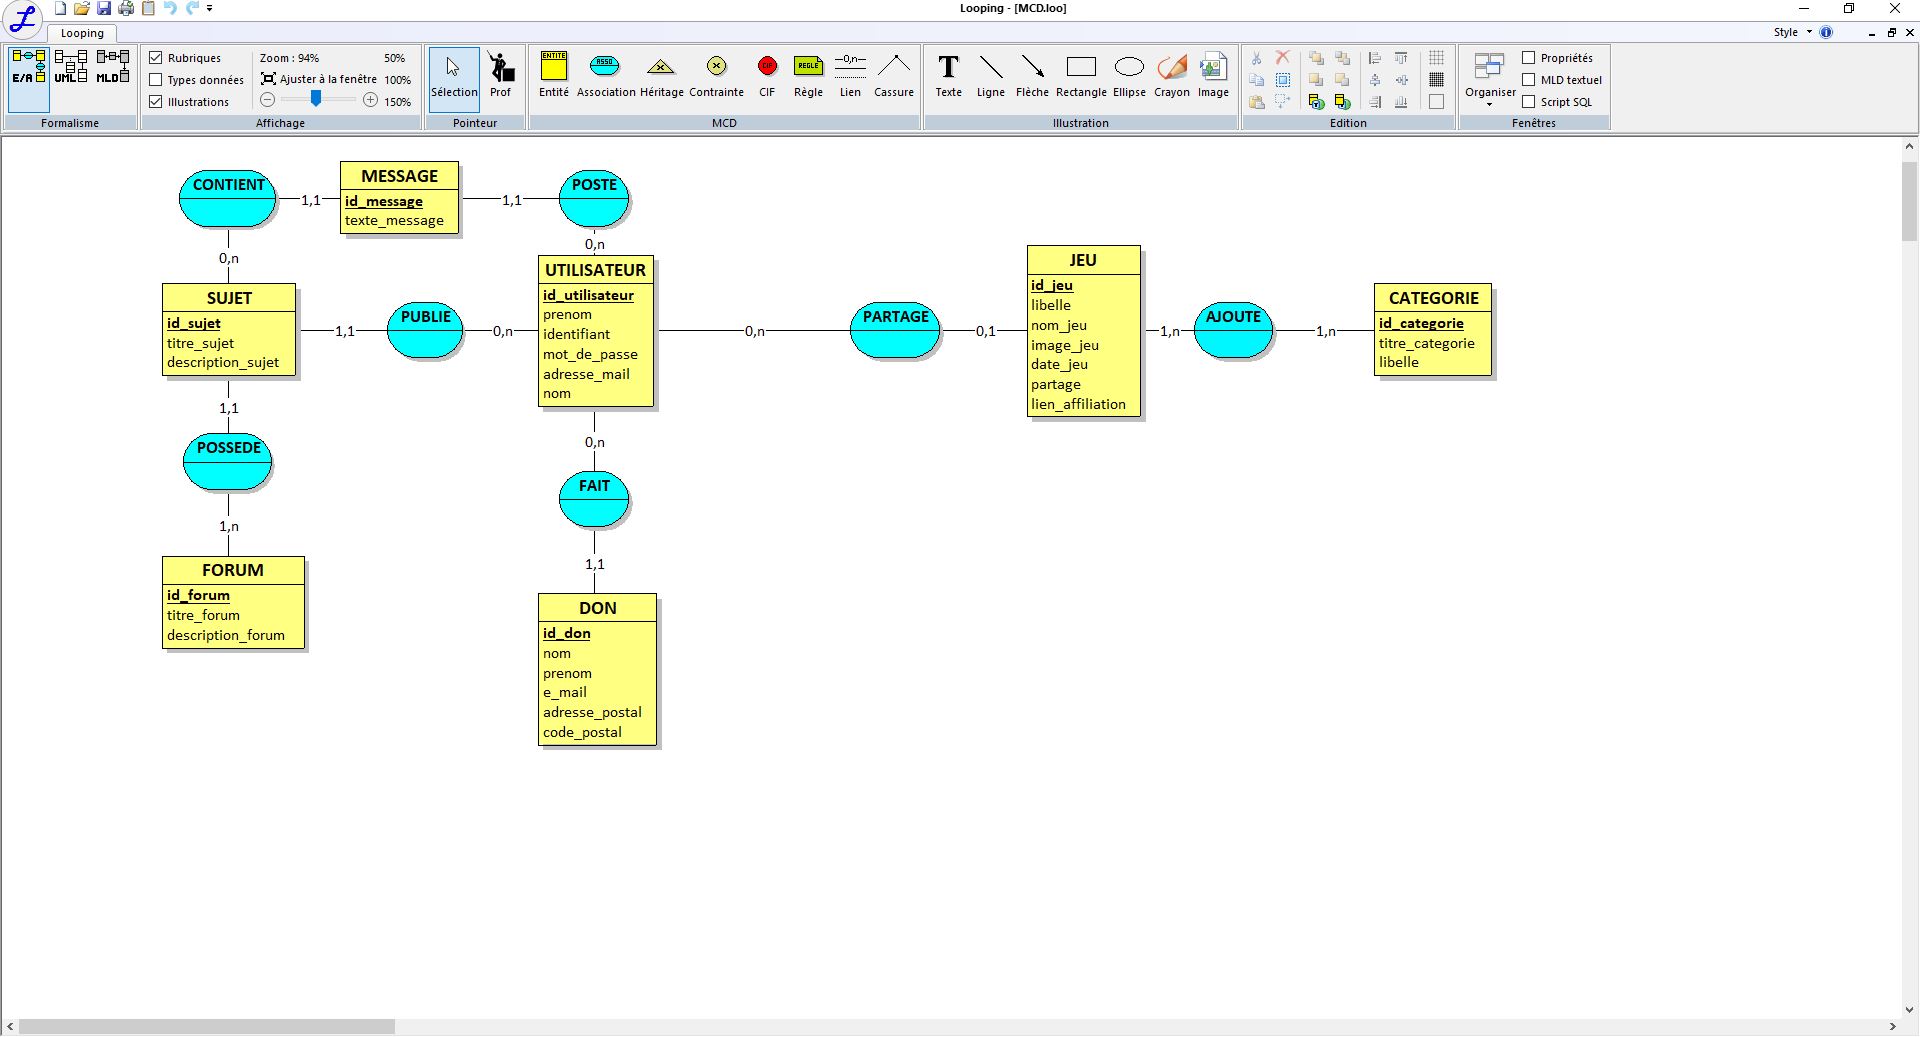 Looping - [MCD.loo]
Looping
Style
Rubriques
Types données
Illustrations
Zoom : 94%
50%
Ajuster à la fenêtre
100%
150%
E/A
UML
MLD
Sélection
Prof
ENTITE
Entité
ASSO
Association
Héritage
Contrainte
CIF
CIF
REGLE
Règle
—0,n—
Lien
Cassure
T
Texte
Ligne
Flèche
Rectangle
Ellipse
Crayon
Image
Organiser
Propriétés
MLD textuel
Script SQL
Formalisme
Affichage
Pointeur
MCD
Illustration
Edition
Fenêtres
CONTIENT
1,1
MESSAGE
id_message
texte_message
1,1
POSTE
0,n
0,n
SUJET
id_sujet
titre_sujet
description_sujet
1,1
PUBLIE
0,n
UTILISATEUR
id_utilisateur
prenom
identifiant
mot_de_passe
adresse_mail
nom
0,n
PARTAGE
0,1
JEU
id_jeu
libelle
nom_jeu
image_jeu
date_jeu
partage
lien_affiliation
1,n
AJOUTE
1,n
CATEGORIE
id_categorie
titre_categorie
libelle
1,1
POSSEDE
1,n
FORUM
id_forum
titre_forum
description_forum
0,n
FAIT
1,1
DON
id_don
nom
prenom
e_mail
adresse_postal
code_postal